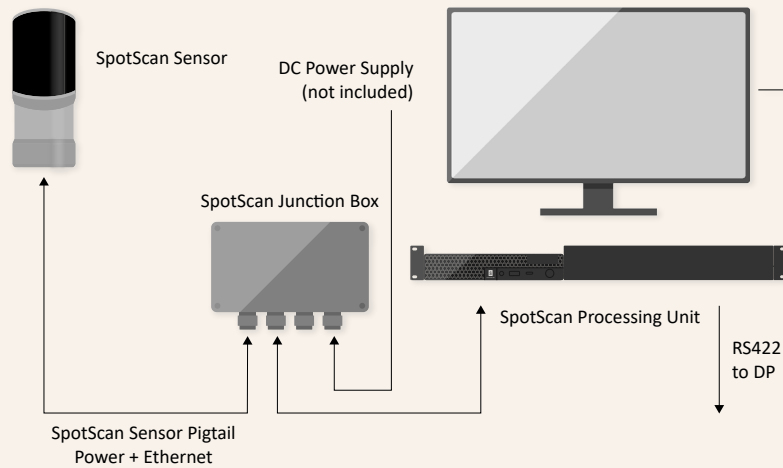 SpotScan Sensor
DC Power Supply
(not included)
SpotScan Junction Box
SpotScan Processing Unit
RS422
to DP
SpotScan Sensor Pigtail
Power + Ethernet